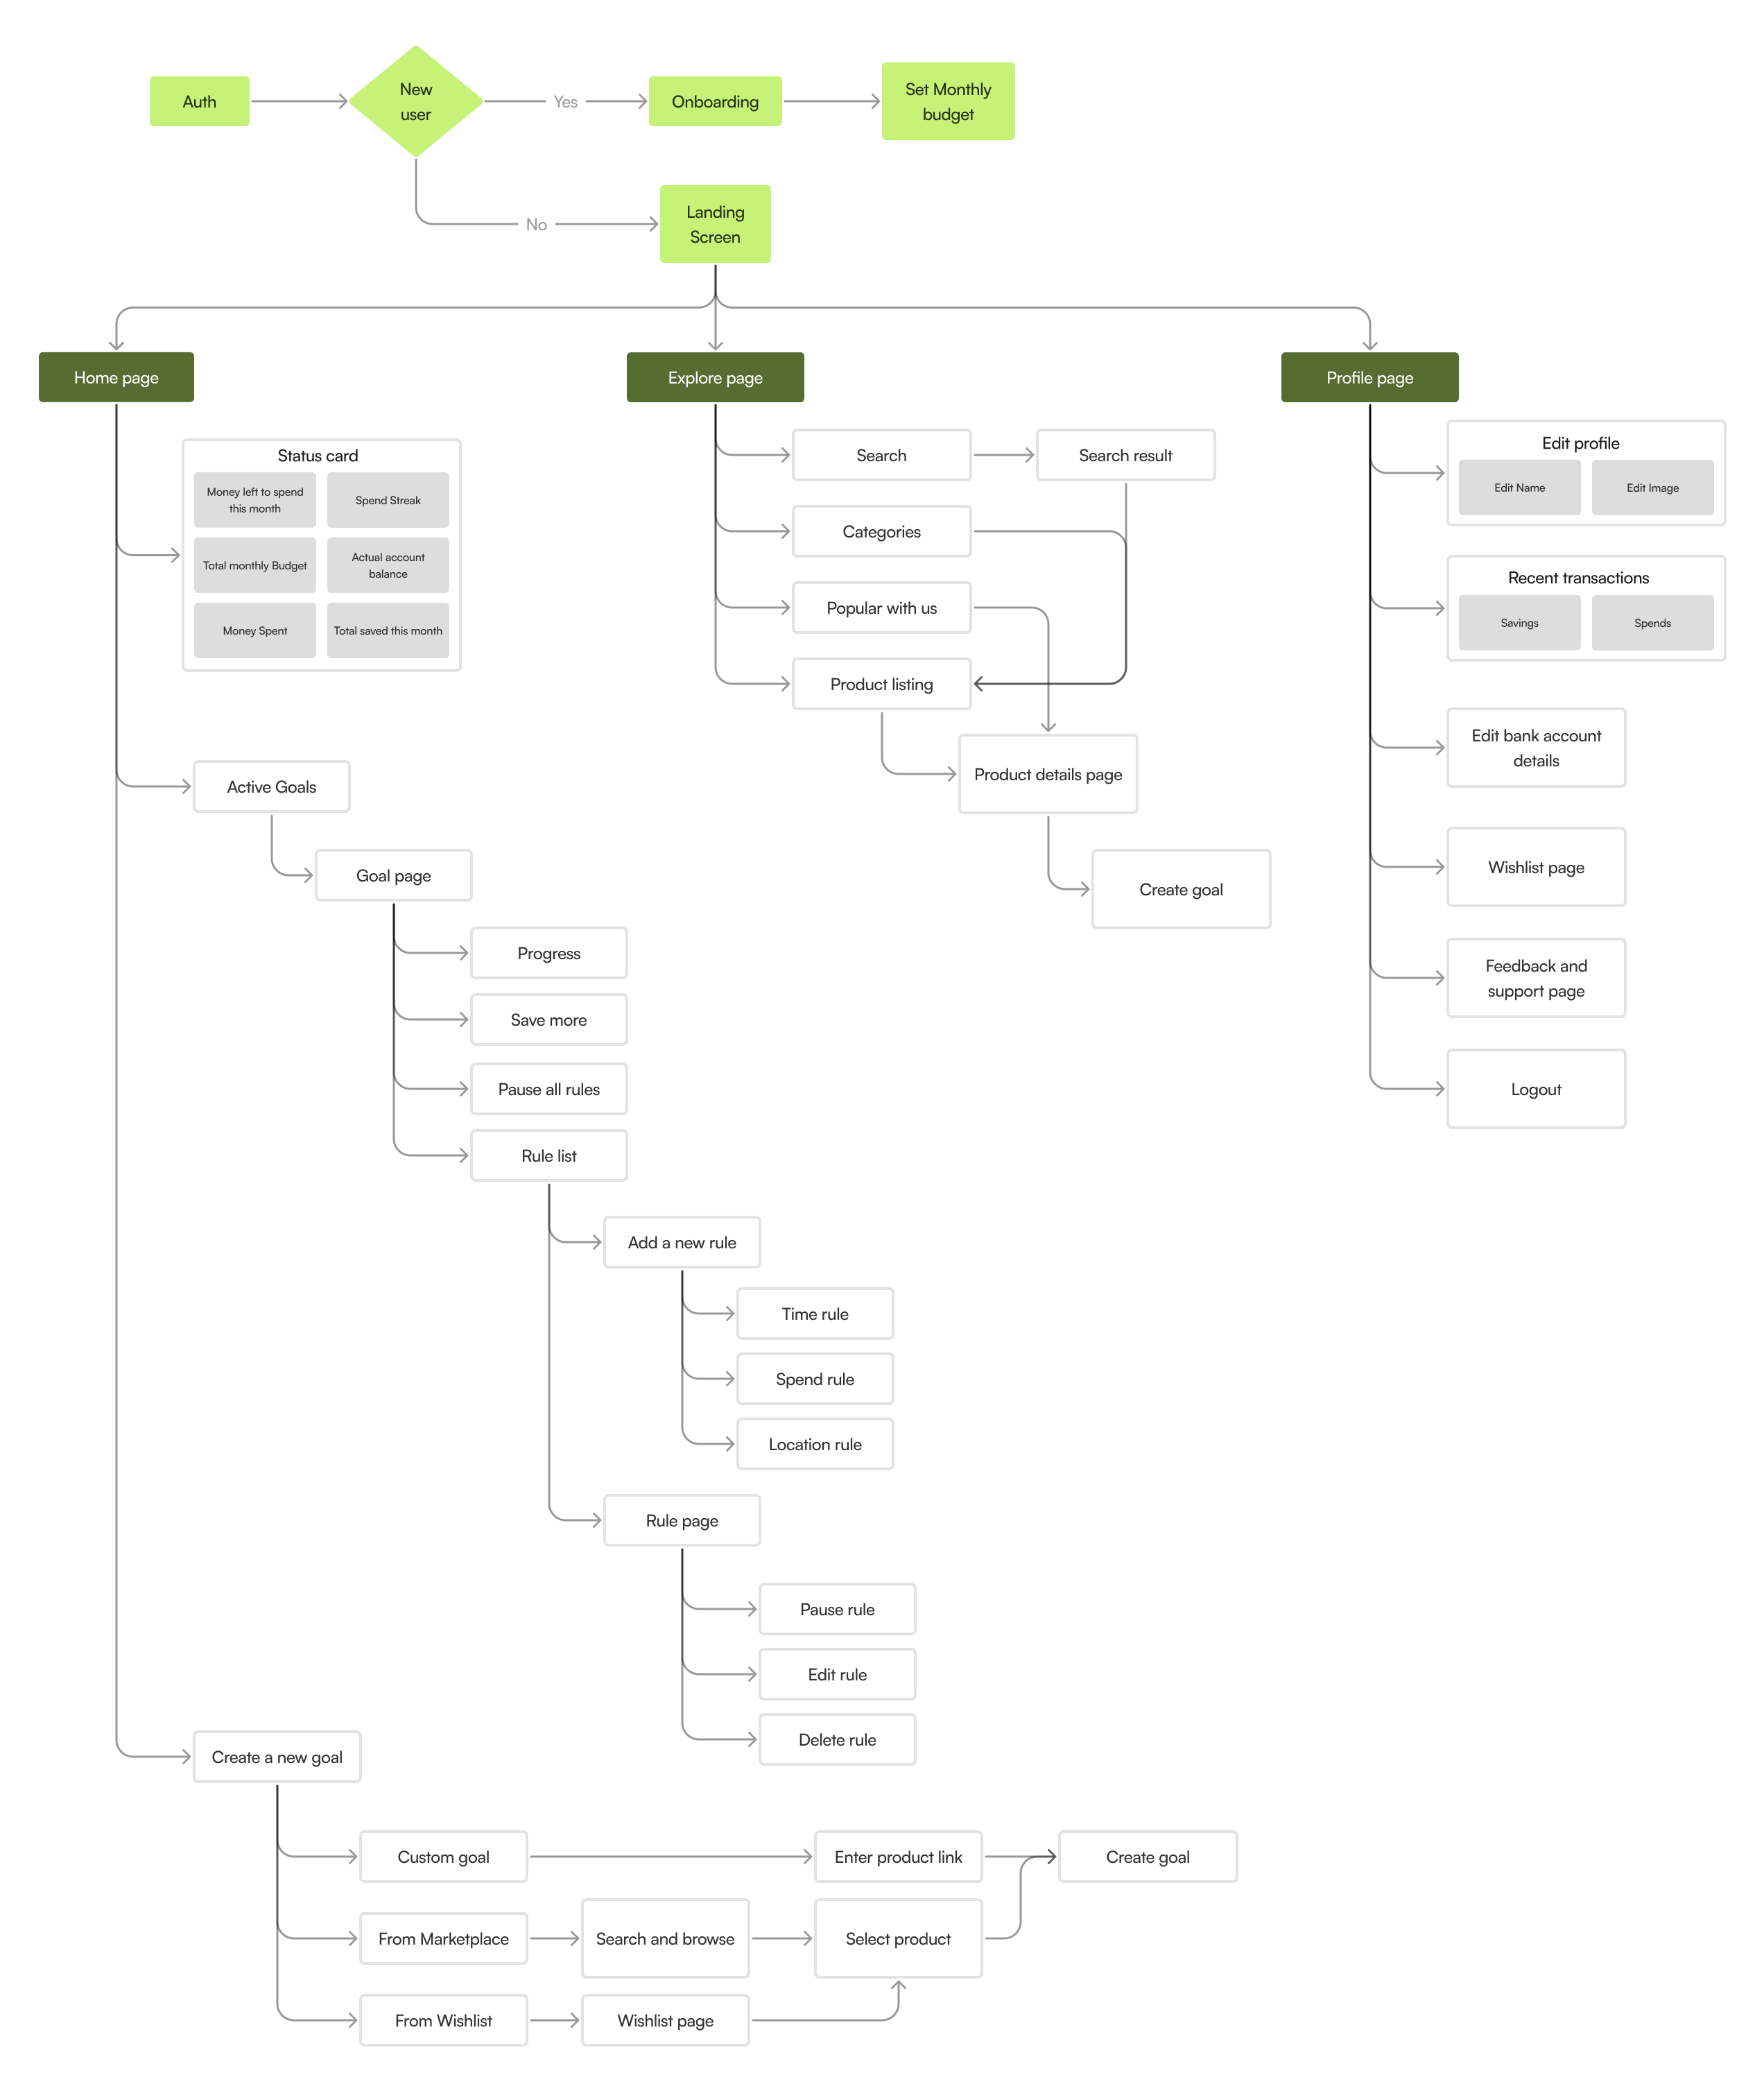 Auth
New
user
Yes
Onboarding
Set Monthly
budget
No
Landing
Screen
Home page
Explore page
Profile page
Status card
Money left to spend
this month
Spend Streak
Total monthly Budget
Actual account
balance
Money Spent
Total saved this month
Search
Search result
Categories
Popular with us
Product listing
Product details page
Create goal
Edit profile
Edit Name
Edit Image
Recent transactions
Savings
Spends
Edit bank account
details
Wishlist page
Feedback and
support page
Logout
Active Goals
Goal page
Progress
Save more
Pause all rules
Rule list
Add a new rule
Time rule
Spend rule
Location rule
Rule page
Pause rule
Edit rule
Delete rule
Create a new goal
Custom goal
Enter product link
Create goal
From Marketplace
Search and browse
Select product
From Wishlist
Wishlist page